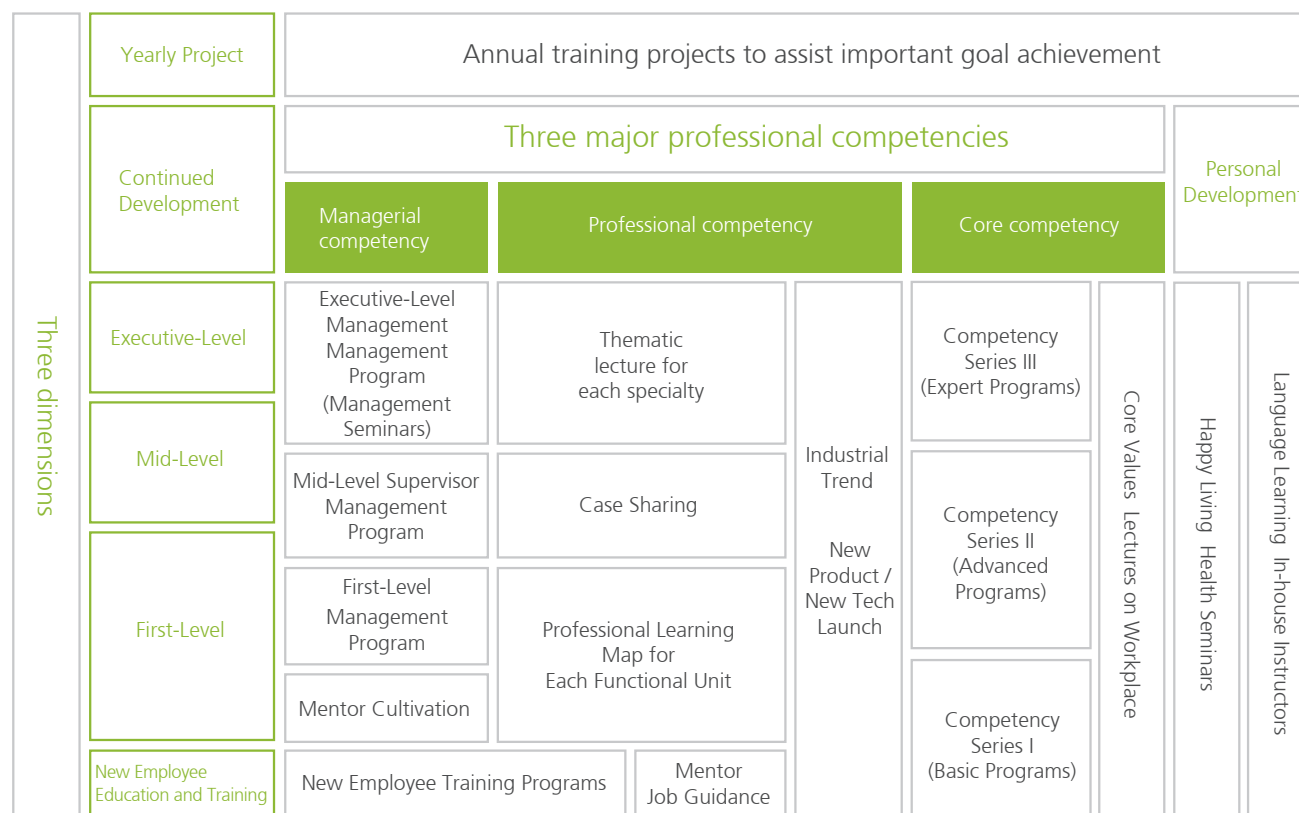 Yearly Project
Annual training projects to assist important goal achievement
Three dimensions
Continued
Development
Three major professional competencies
Personal
Development
Managerial
competency
Professional competency
Core competency
Executive-Level
Mid-Level
First-Level
Executive-Level
Management
Management
Program
(Management
Seminars)
Thematic
lecture for
each specialty
Mid-Level Supervisor
Management
Program
Case Sharing
First-Level
Management
Program
Mentor Cultivation
Professional Learning
Map for
Each Functional Unit
Industrial
Trend
New
Product /
New Tech
Launch
Competency
Series III
(Expert Programs)
Competency
Series II
(Advanced
Programs)
Competency
Series I
(Basic Programs)
Core Values Lectures on Workplace
Happy Living Health Seminars
Language Learning In-house Instructors
New Employee
Education and Training
New Employee Training Programs
Mentor
Job Guidance